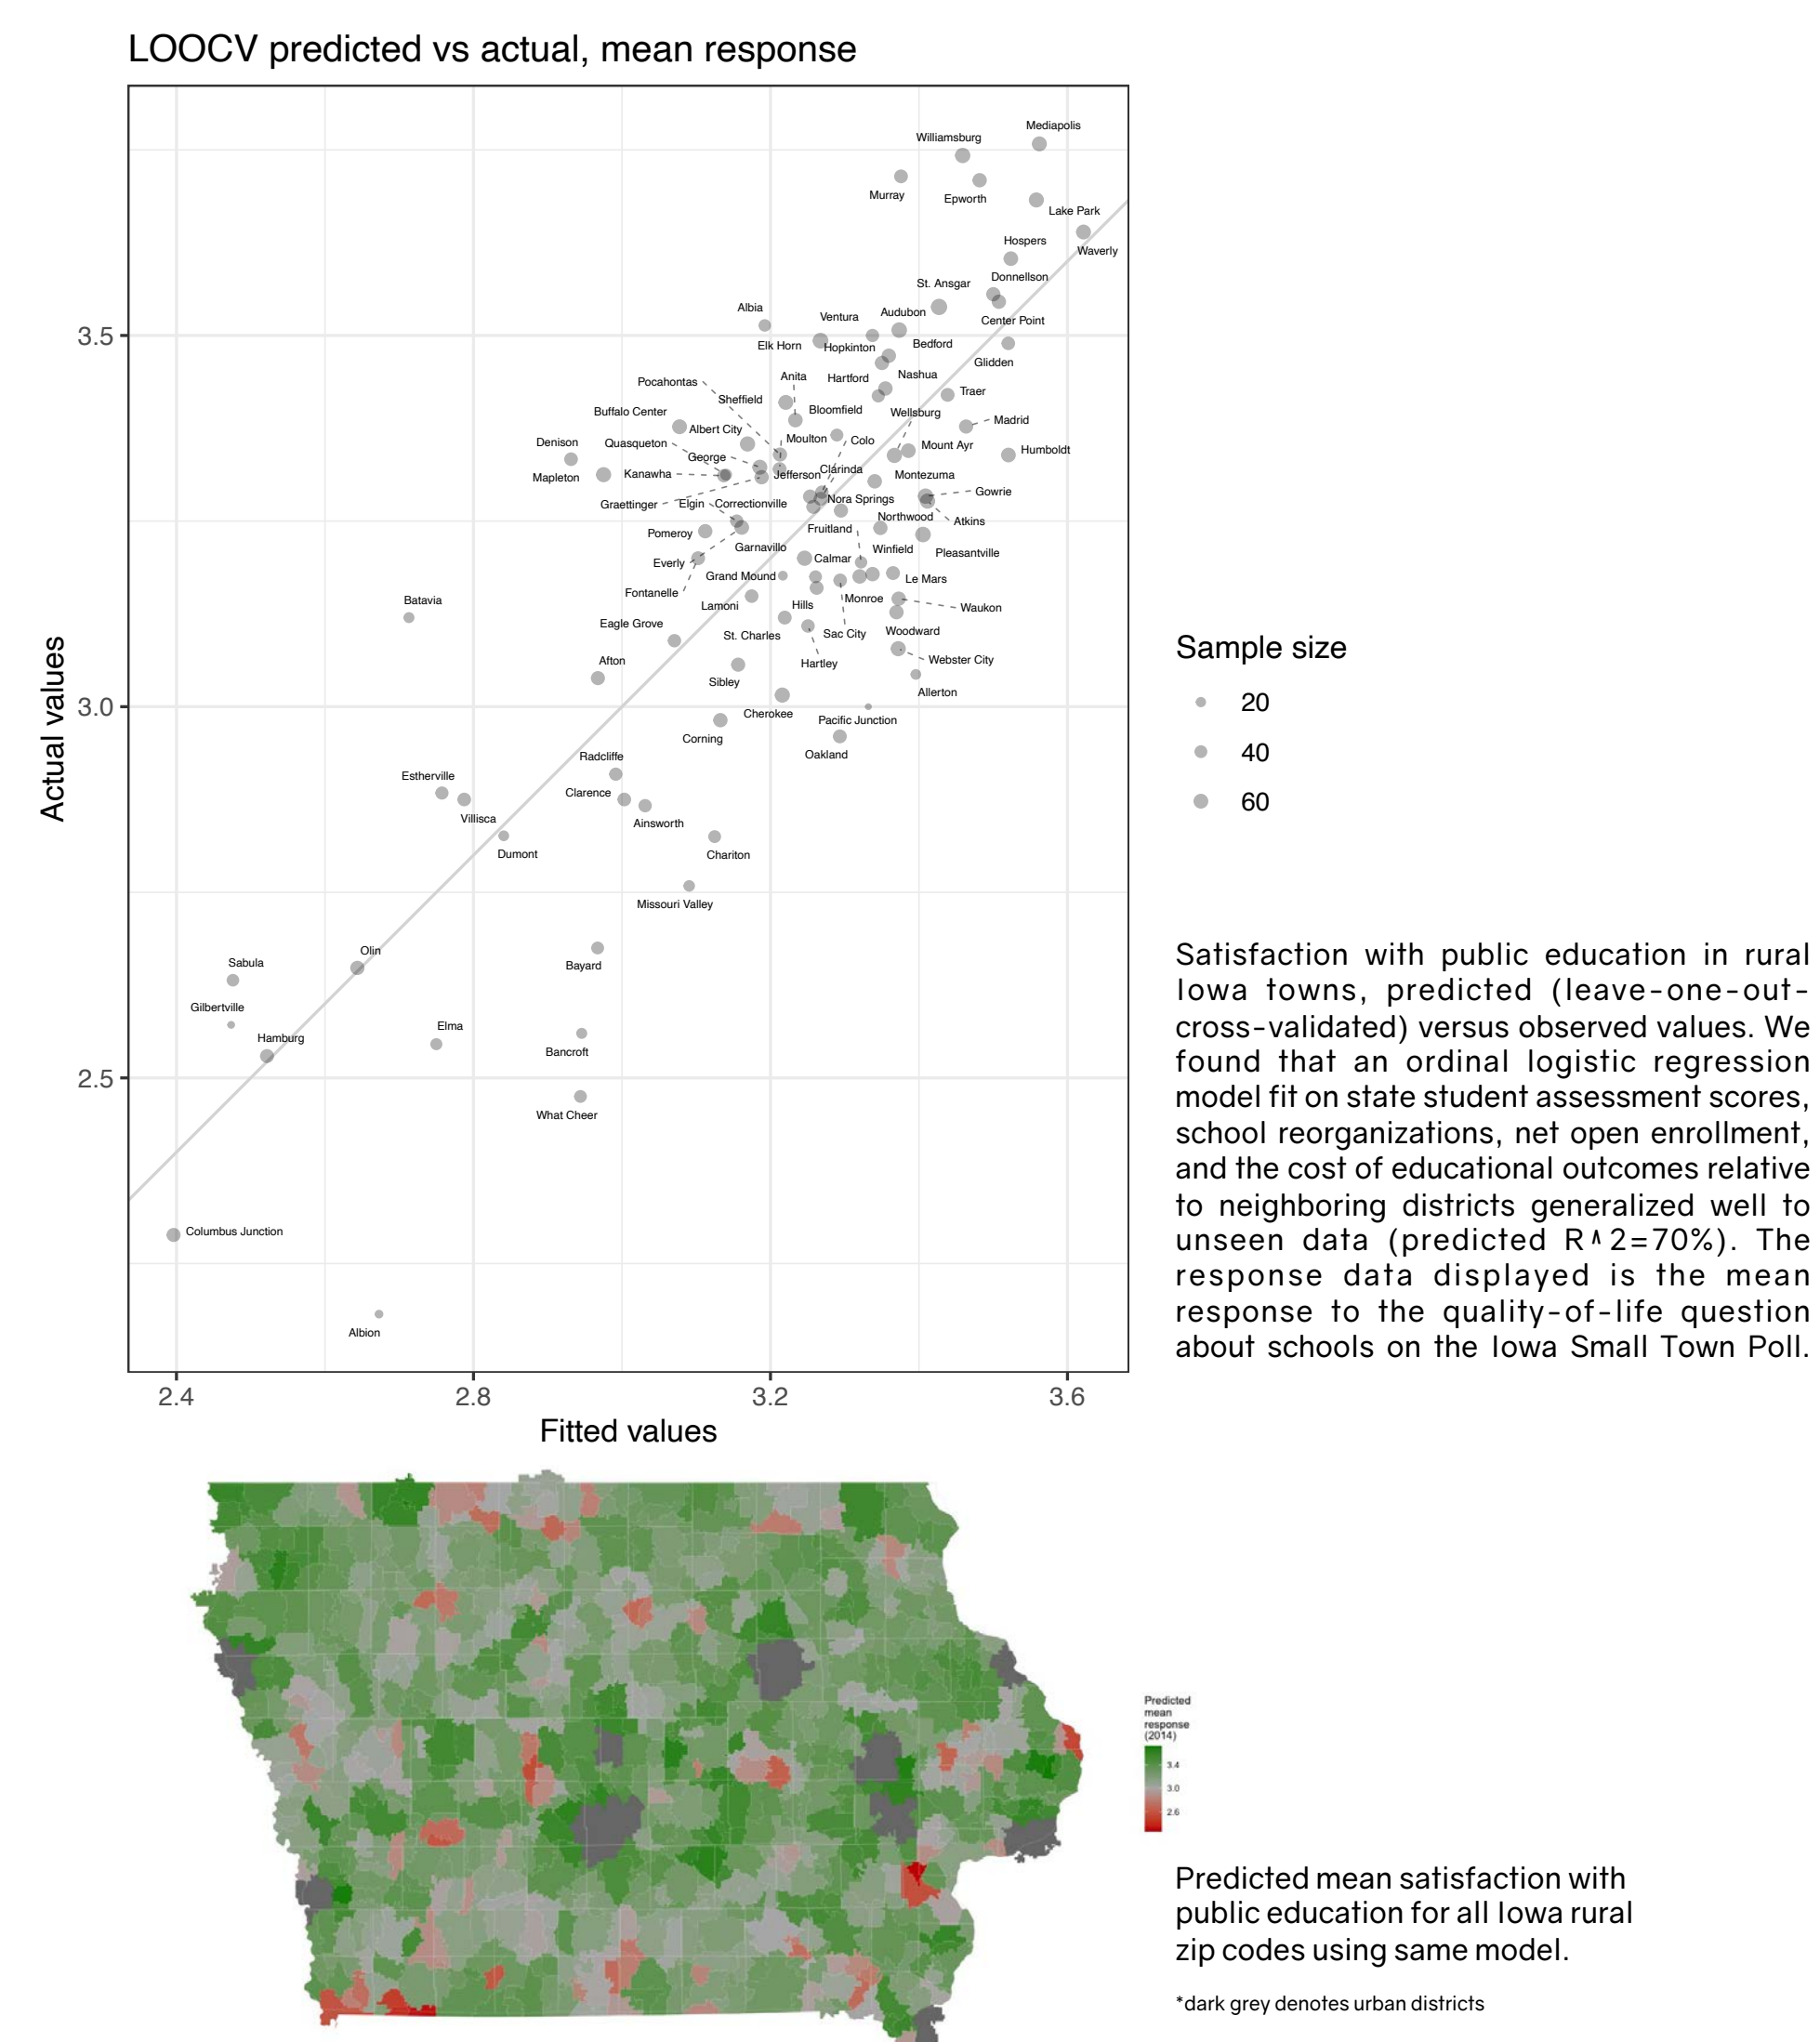 LOOCV predicted vs actual, mean response
Mediapolis
Williamsburg
Murray
Epworth
Lake Park
Waverly
Hospers
Donnellson
St. Ansgar
Center Point
Albia
Ventura
Audubon
3.5
Elk Horn
Hopkinton
Bedford
Glidden
Pocahontas
Anita
Hartford
Nashua
Traer
Sheffield
Buffalo Center
Bloomfield
Wellsburg
Madrid
Albert City
Denison
Quasqueton
Moulton
Colo
Mount Ayr
Humboldt
George
Mapleton
Kanawha
Jefferson
Clarinda
Montezuma
Gowrie
Graettinger
Elgin
Correctionville
Nora Springs
Northwood
Atkins
Pomeroy
Fruitland
Garnavillo
Winfield
Pleasantville
Everly
Calmar
Grand Mound
Le Mars
Fontanelle
Batavia
Lamoni
Hills
Monroe
Waukon
Eagle Grove
St. Charles
Sac City
Woodward
Afton
Hartley
Webster City
Sibley
Allerton
3.0
Cherokee
Pacific Junction
Corning
Oakland
Radcliffe
Estherville
Clarence
Villisca
Ainsworth
Dumont
Chariton
Missouri Valley
Olin
Sabula
Bayard
Gilbertville
Elma
Hamburg
Bancroft
2.5
What Cheer
Columbus Junction
Albion
Actual values
2.4
2.8
3.2
3.6
Fitted values
Sample size
20
40
60
Satisfaction with public education in rural
Iowa towns, predicted (leave-one-out-
cross-validated) versus observed values. We
found that an ordinal logistic regression
model fit on state student assessment scores,
school reorganizations, net open enrollment,
and the cost of educational outcomes relative
to neighboring districts generalized well to
unseen data (predicted R^2=70%). The
response data displayed is the mean
response to the quality-of-life question
about schools on the Iowa Small Town Poll.
Predicted
mean
response
(2014)
3.4
3.0
2.6
Predicted mean satisfaction with
public education for all Iowa rural
zip codes using same model.
*dark grey denotes urban districts